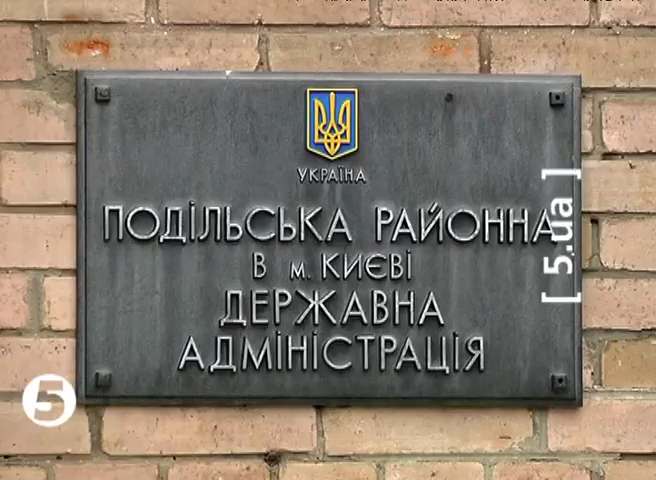 УКРАЇНА
ПОДІЛЬСЬКА РАЙОННА
В м. КИЄВІ
ДЕРЖАВНА
АДМІНІСТРАЦІЯ
[ 5.ua ]
5